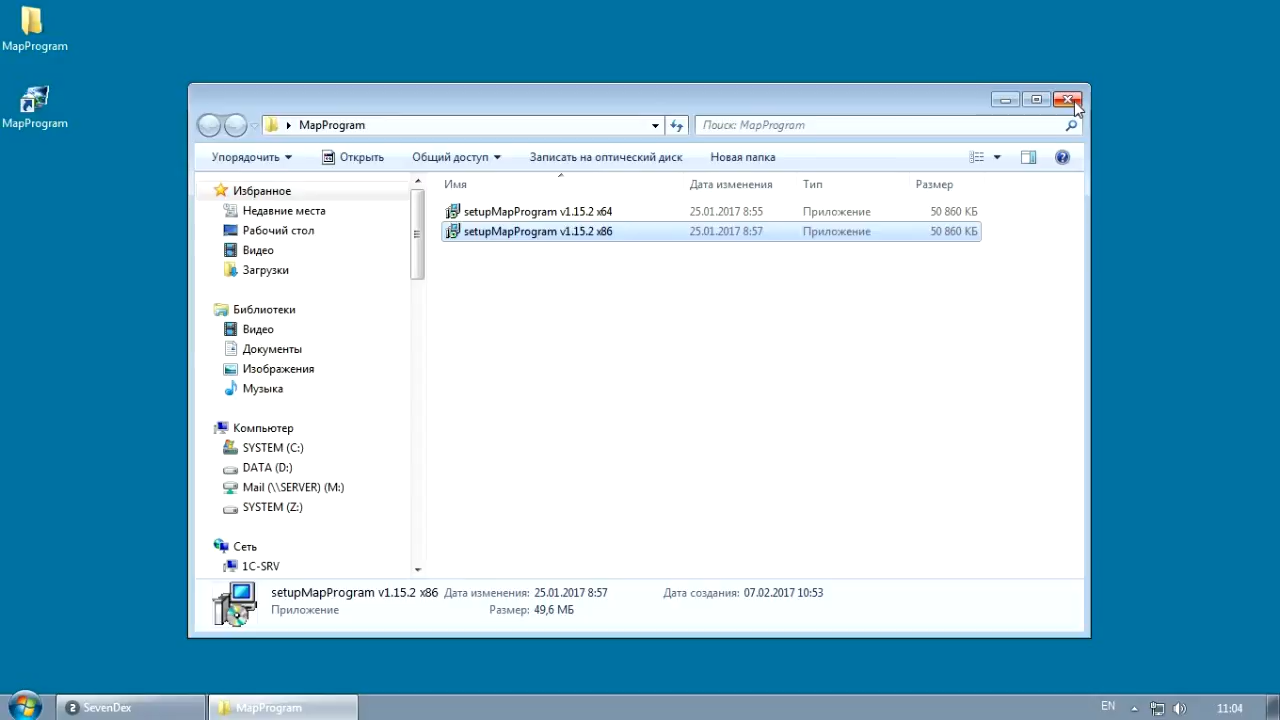 MapProgram
MapProgram
MapProgram
Поиск: MapProgram
Упорядочить
Открыть
Общий доступ
Записать на оптический диск
Новая папка
Избранное
Недавние места
Рабочий стол
Видео
Загрузки
Библиотеки
Видео
Документы
Изображения
Музыка
Компьютер
SYSTEM (C:)
DATA (D:)
Mail (\\SERVER) (M:)
SYSTEM (Z:)
Сеть
1C-SRV
Имя Дата изменения Тип Размер
setupMapProgram v1.15.2 x64 25.01.2017 8:55 Приложение 50 860 КБ
setupMapProgram v1.15.2 x86 25.01.2017 8:57 Приложение 50 860 КБ
setupMapProgram v1.15.2 x86 Дата изменения: 25.01.2017 8:57 Дата создания: 07.02.2017 10:53
Приложение Размер: 49,6 МБ
SevenDex
MapProgram
EN
11:04